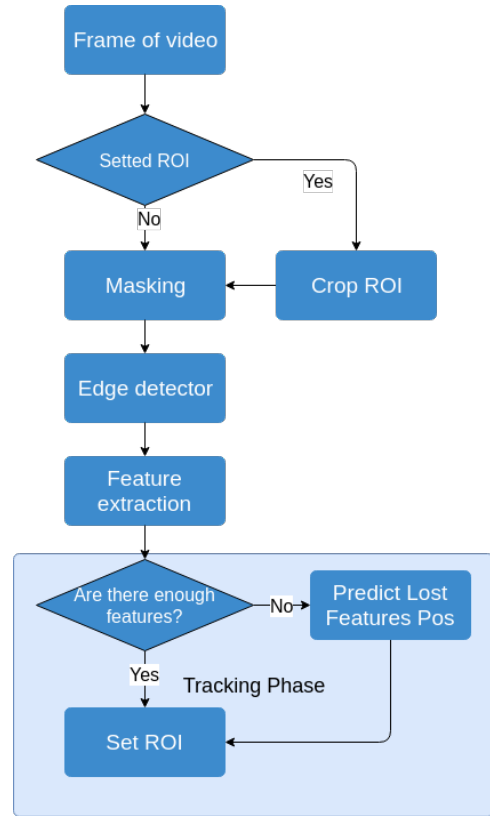 Frame of video
Setted ROI
Yes
No
Masking
Crop ROI
Edge detector
Feature
extraction
Are there enough
features?
No
Predict Lost
Features Pos
Yes
Tracking Phase
Set ROI